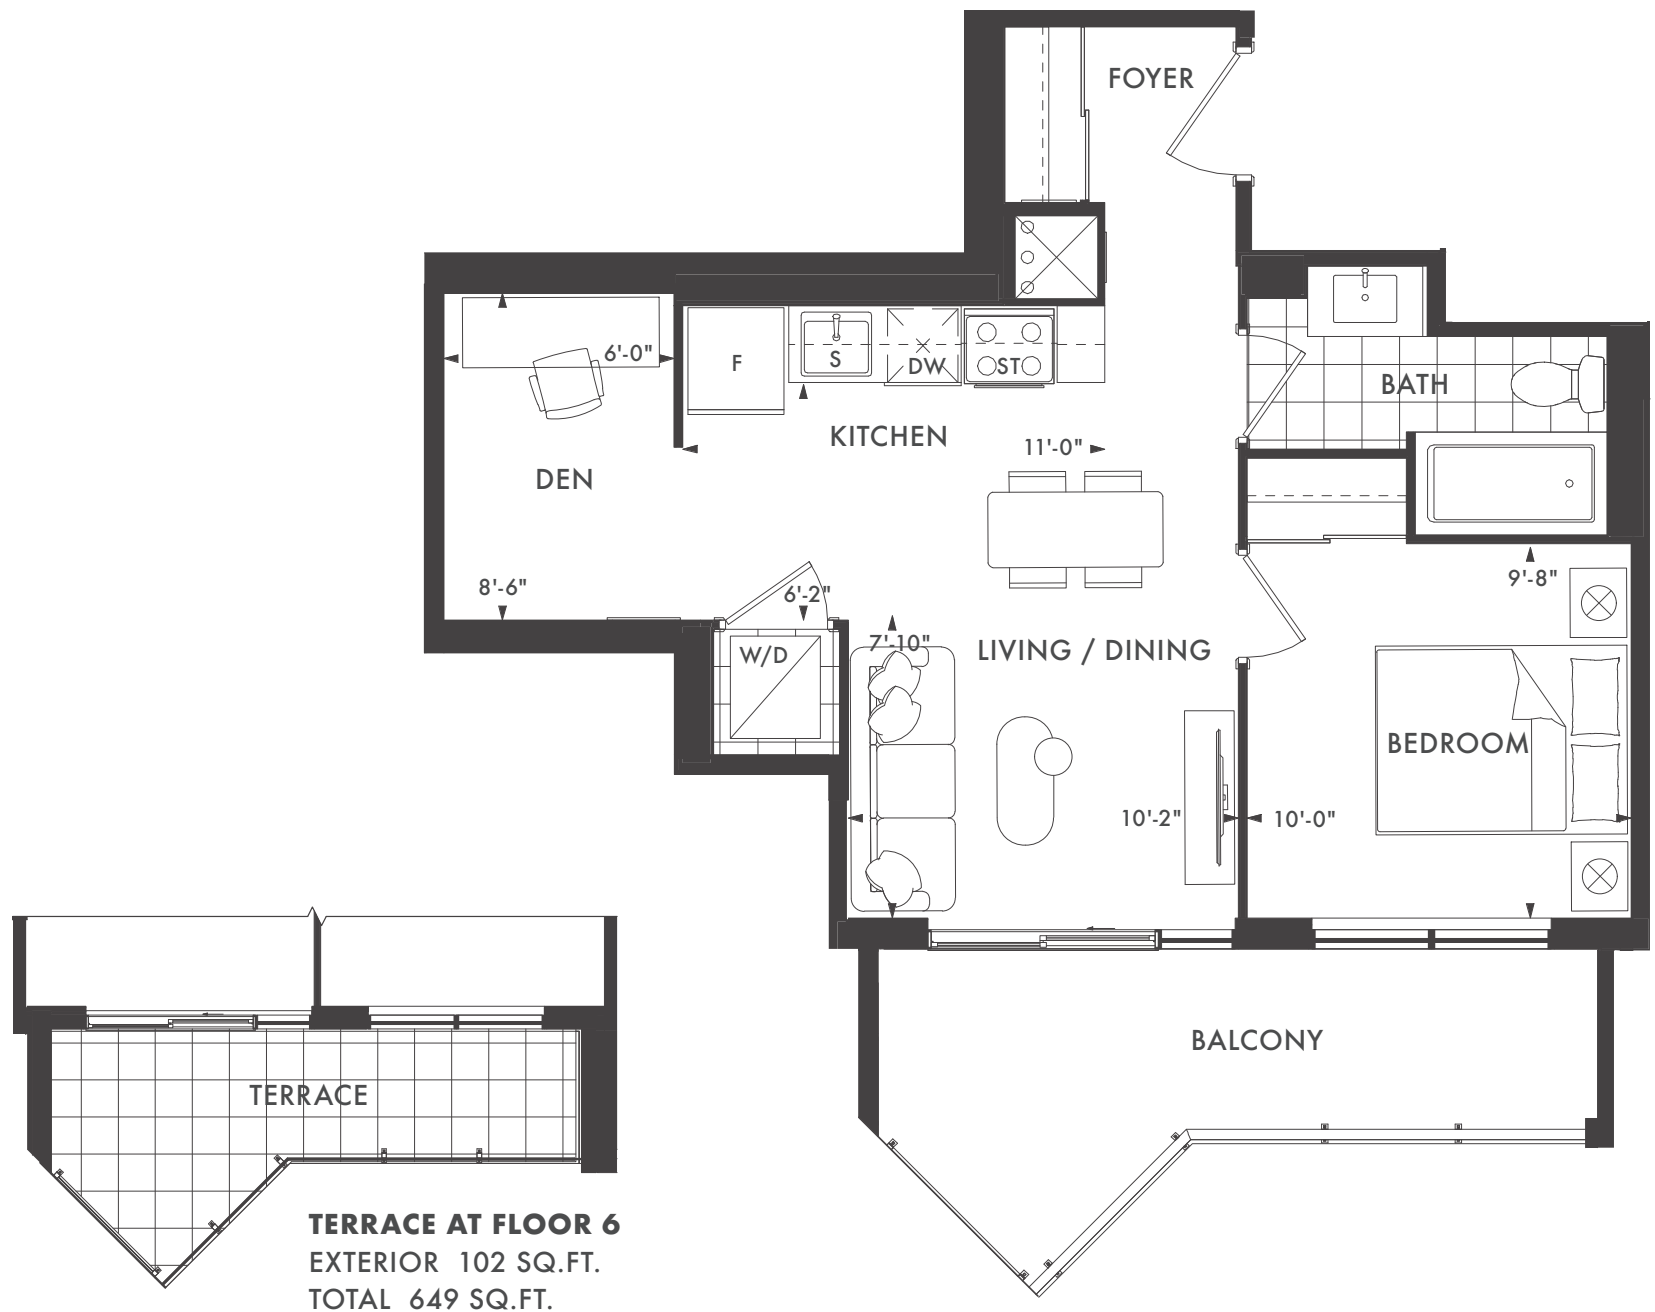 FOYER
6'-0"
F
S
DW
ST
BATH
KITCHEN
11'-0"
DEN
8'-6"
6'-2"
9'-8"
7'-10"
LIVING / DINING
W/D
BEDROOM
10'-2"
10'-0"
BALCONY
TERRACE
TERRACE AT FLOOR 6
EXTERIOR 102 SQ.FT.
TOTAL 649 SQ.FT.